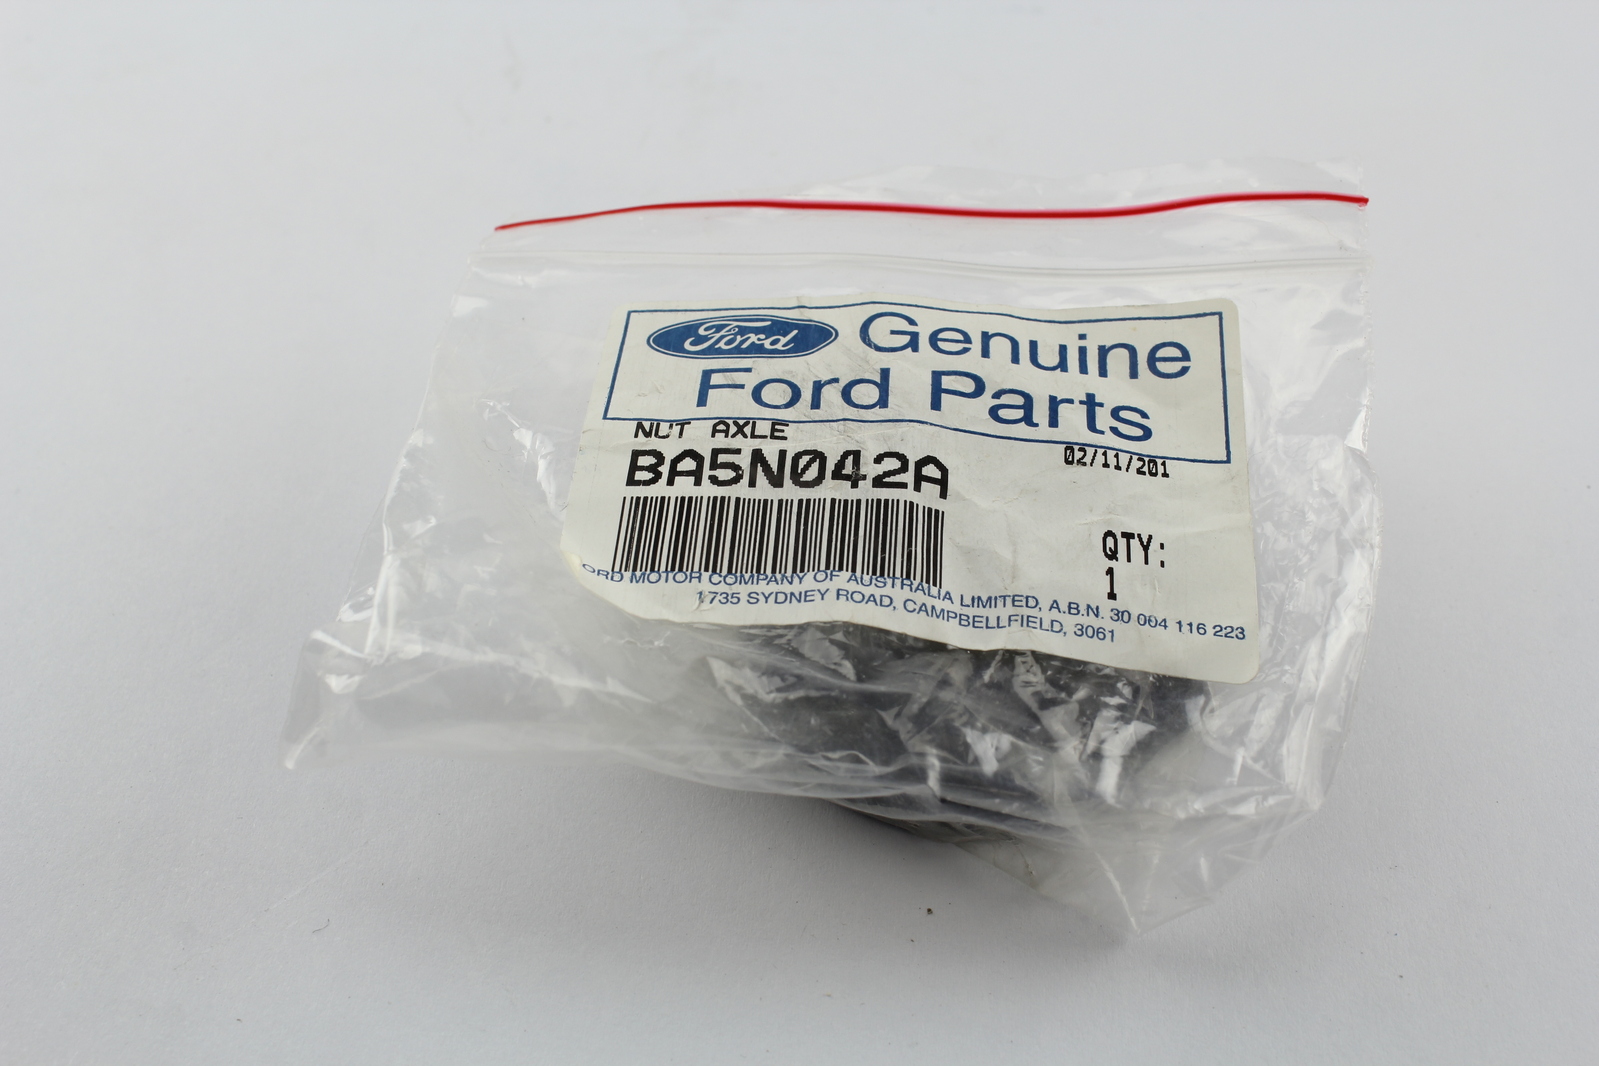 Ford Genuine
Ford Parts
NUT AXLE
02/11/201
BA5N042A
QTY:
1
ORD MOTOR COMPANY OF AUSTRALIA LIMITED, A.B.N. 30 004 116 223
1735 SYDNEY ROAD, CAMPBELLFIELD, 3061